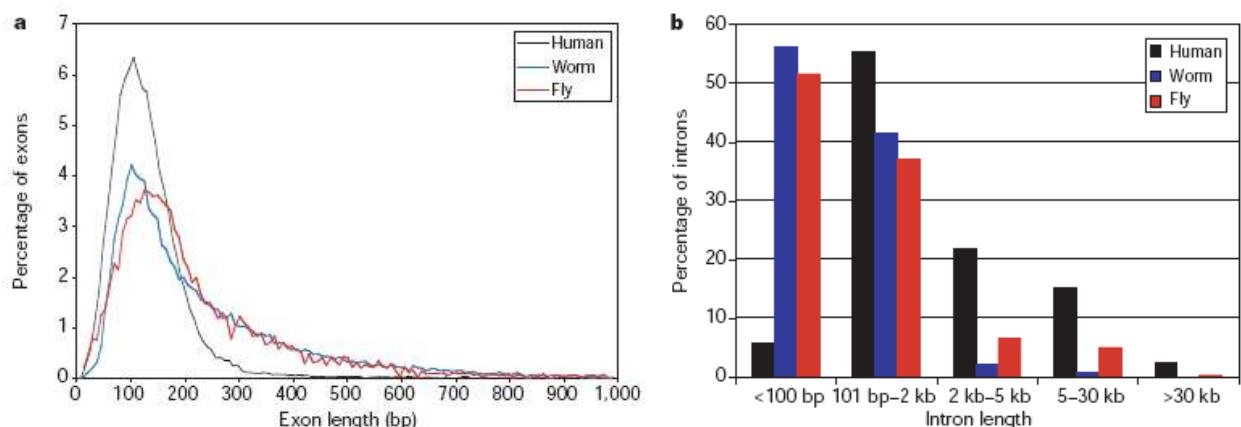 a
7
6
5
4
3
2
1
0
Percentage of exons
Human
Worm
Fly
0 100 200 300 400 500 600 700 800 900 1,000
Exon length (bp)
b
60
50
40
30
20
10
0
Percentage of introns
Human
Worm
Fly
<100 bp 101 bp–2 kb 2 kb–5 kb 5–30 kb >30 kb
Intron length